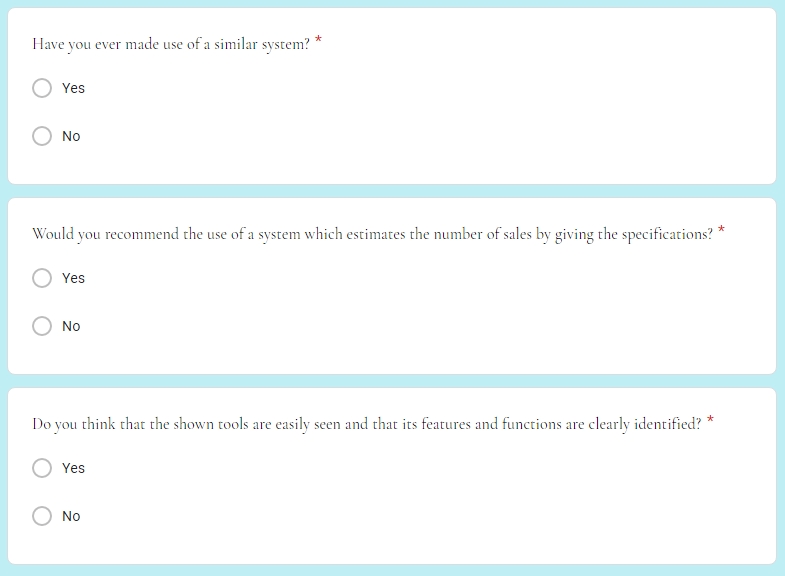 Have you ever made use of a similar system? *
Yes
No
Would you recommend the use of a system which estimates the number of sales by giving the specifications? *
Yes
No
Do you think that the shown tools are easily seen and that its features and functions are clearly identified? *
Yes
No